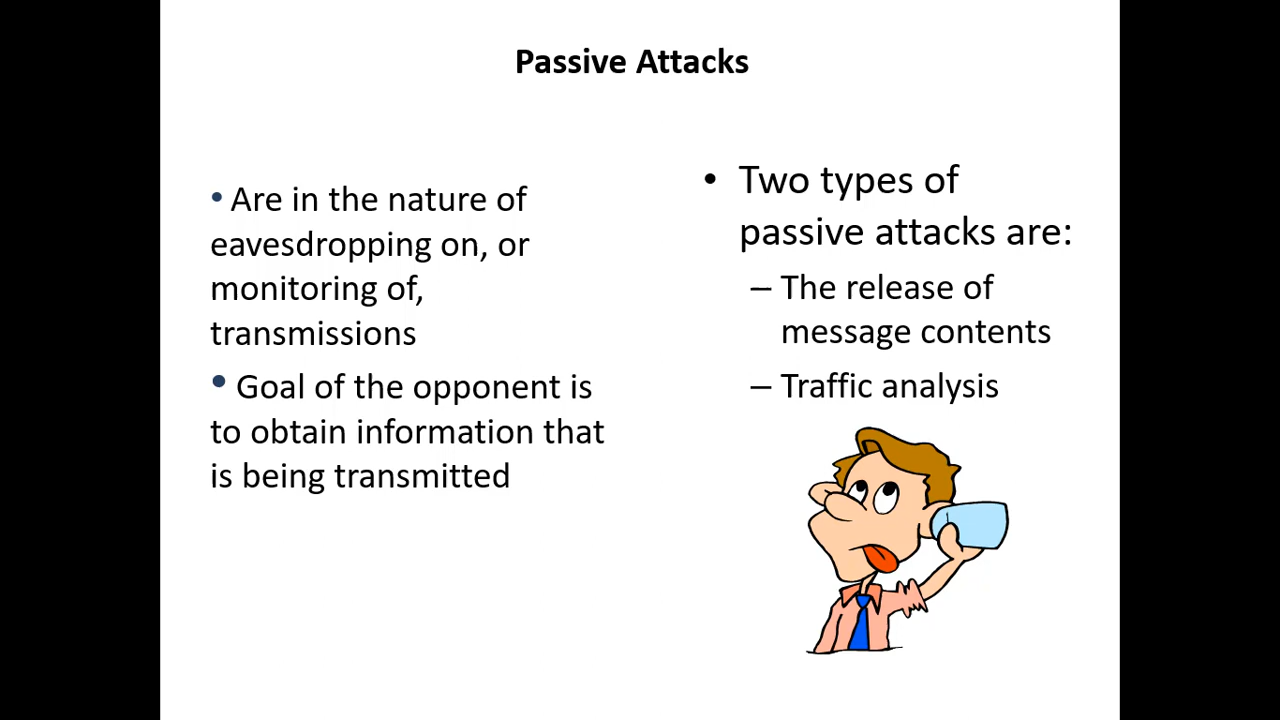 Passive Attacks
• Are in the nature of
eavesdropping on, or
monitoring of,
transmissions
• Goal of the opponent is
to obtain information that
is being transmitted
• Two types of
passive attacks are:
– The release of
message contents
– Traffic analysis